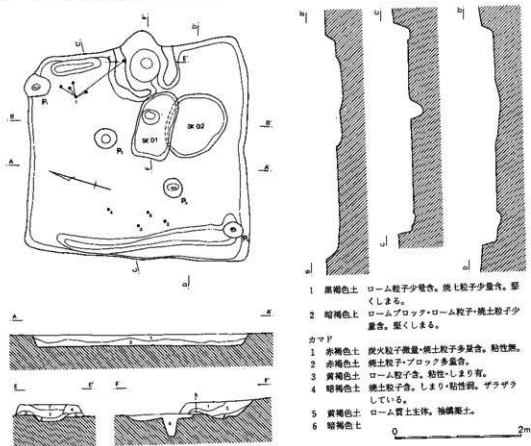 P₁
SK 01
SK 02
B
B'
A
A'
E'
A
A'
1
2
E
E'
F
F'
1 黒褐色土 ローム粒子少量含。焼土粒子少量含。堅
くしまる。
2 暗褐色土 ロームブロック・ローム粒子・焼土粒子少
量含。堅くしまる。
カマド
1 赤褐色土 炭火粒子微量・焼土粒子多量含。粘性無。
2 赤褐色土 焼土粒子・ブロック多量含。
3 黄褐色土 ローム粒子含。粘性・しまり有。
4 暗褐色土 焼土粒子含。しまり・粘性弱。ザラザラ
している。
5 黄褐色土 ローム質土主体。袖構築土。
6 暗褐色土
0
2m